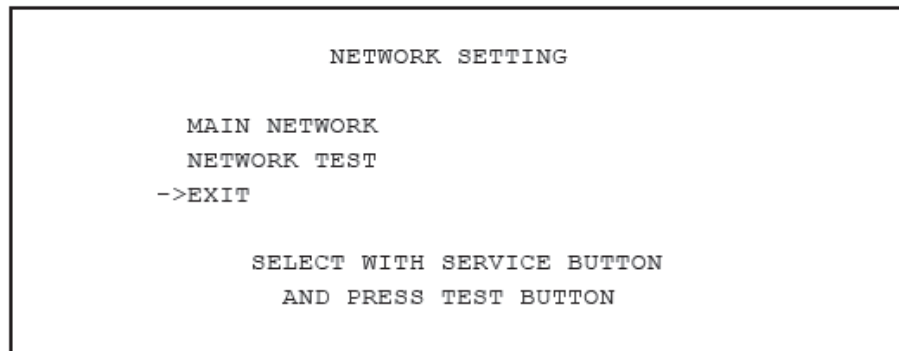 NETWORK SETTING
MAIN NETWORK
NETWORK TEST
->EXIT
SELECT WITH SERVICE BUTTON
AND PRESS TEST BUTTON